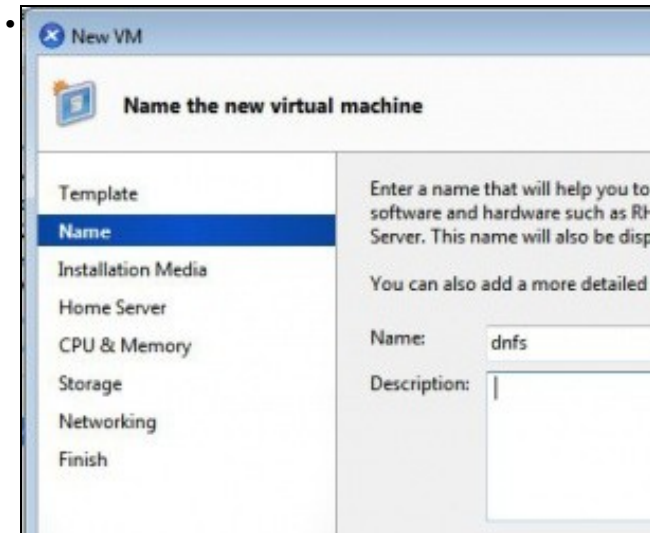 New VM
Name the new virtual machine
Template
Name
Installation Media
Home Server
CPU & Memory
Storage
Networking
Finish
Enter a name that will help you to
software and hardware such as RH
Server. This name will also be disp
You can also add a more detailed
Name: dnfs
Description: